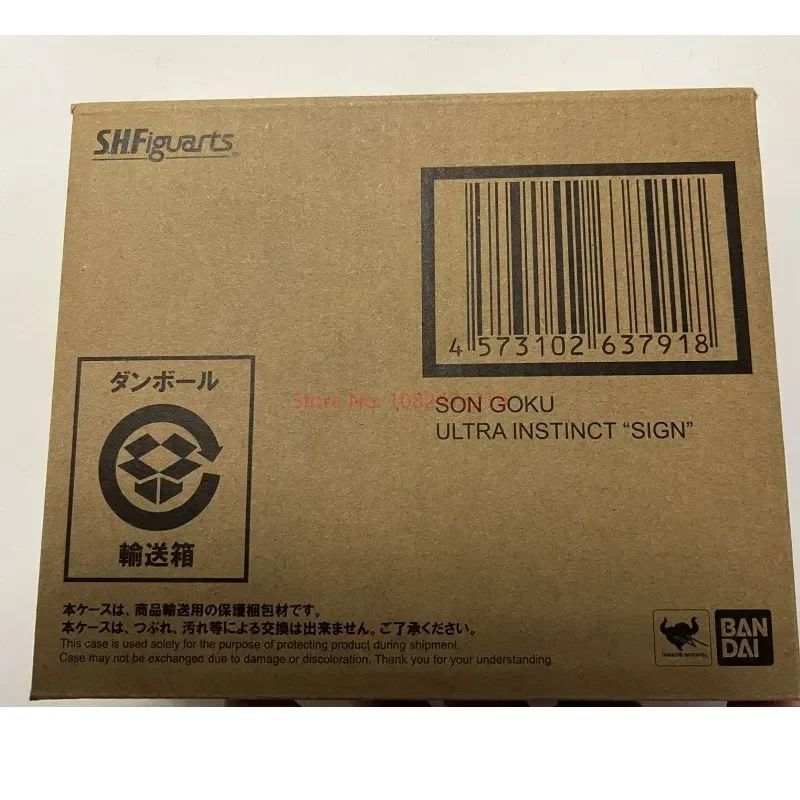 S.H.Figuarts
4 573102 637918
SON GOKU
ULTRA INSTINCT “SIGN”
ダンボール
輸送箱
本ケースは、商品輸送用の保護梱包材です。
本ケースは、つぶれ、汚れ等による交換は出来ません。ご了承ください。
This case is used solely for the purpose of protecting product during shipment.
Case may not be exchanged due to damage or discoloration. Thank you for your understanding.
BAN
DAI
Store No.